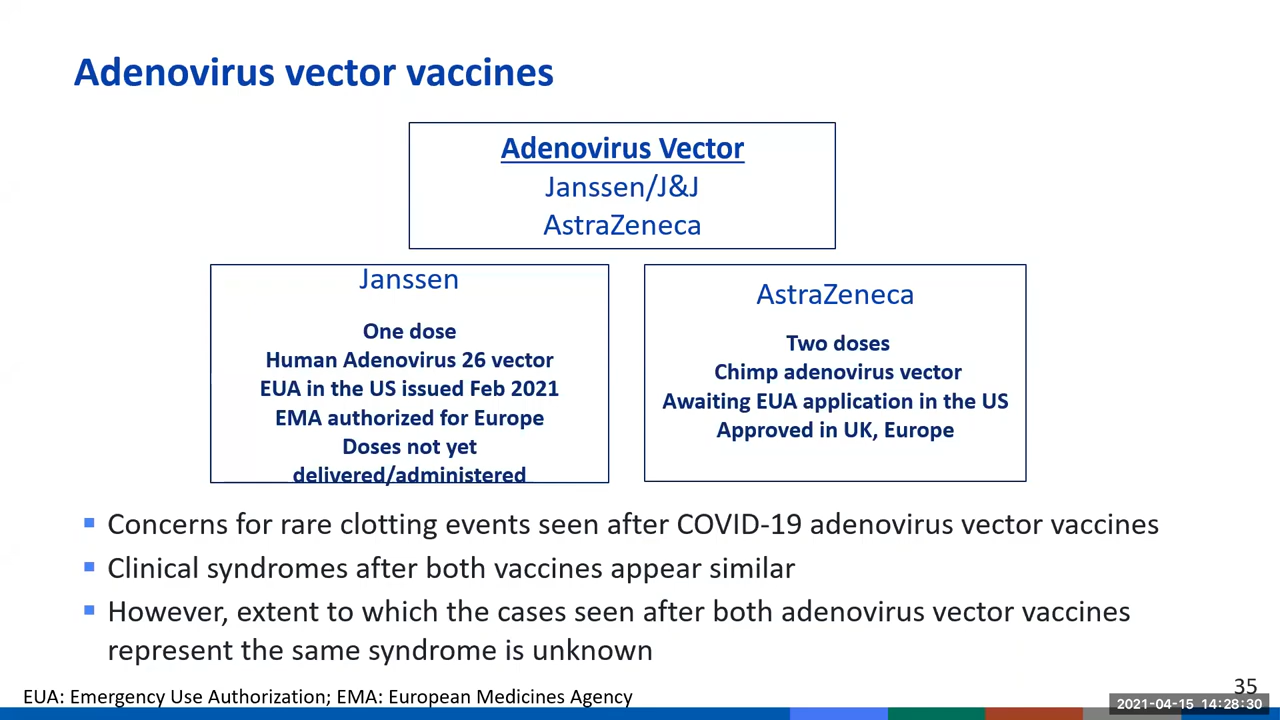 Adenovirus vector vaccines
Adenovirus Vector
Janssen/J&J
AstraZeneca
Janssen
One dose
Human Adenovirus 26 vector
EUA in the US issued Feb 2021
EMA authorized for Europe
Doses not yet
delivered/administered
AstraZeneca
Two doses
Chimp adenovirus vector
Awaiting EUA application in the US
Approved in UK, Europe
Concerns for rare clotting events seen after COVID-19 adenovirus vector vaccines
Clinical syndromes after both vaccines appear similar
However, extent to which the cases seen after both adenovirus vector vaccines
represent the same syndrome is unknown
EUA: Emergency Use Authorization; EMA: European Medicines Agency
35
2021-04-15 14:28:30